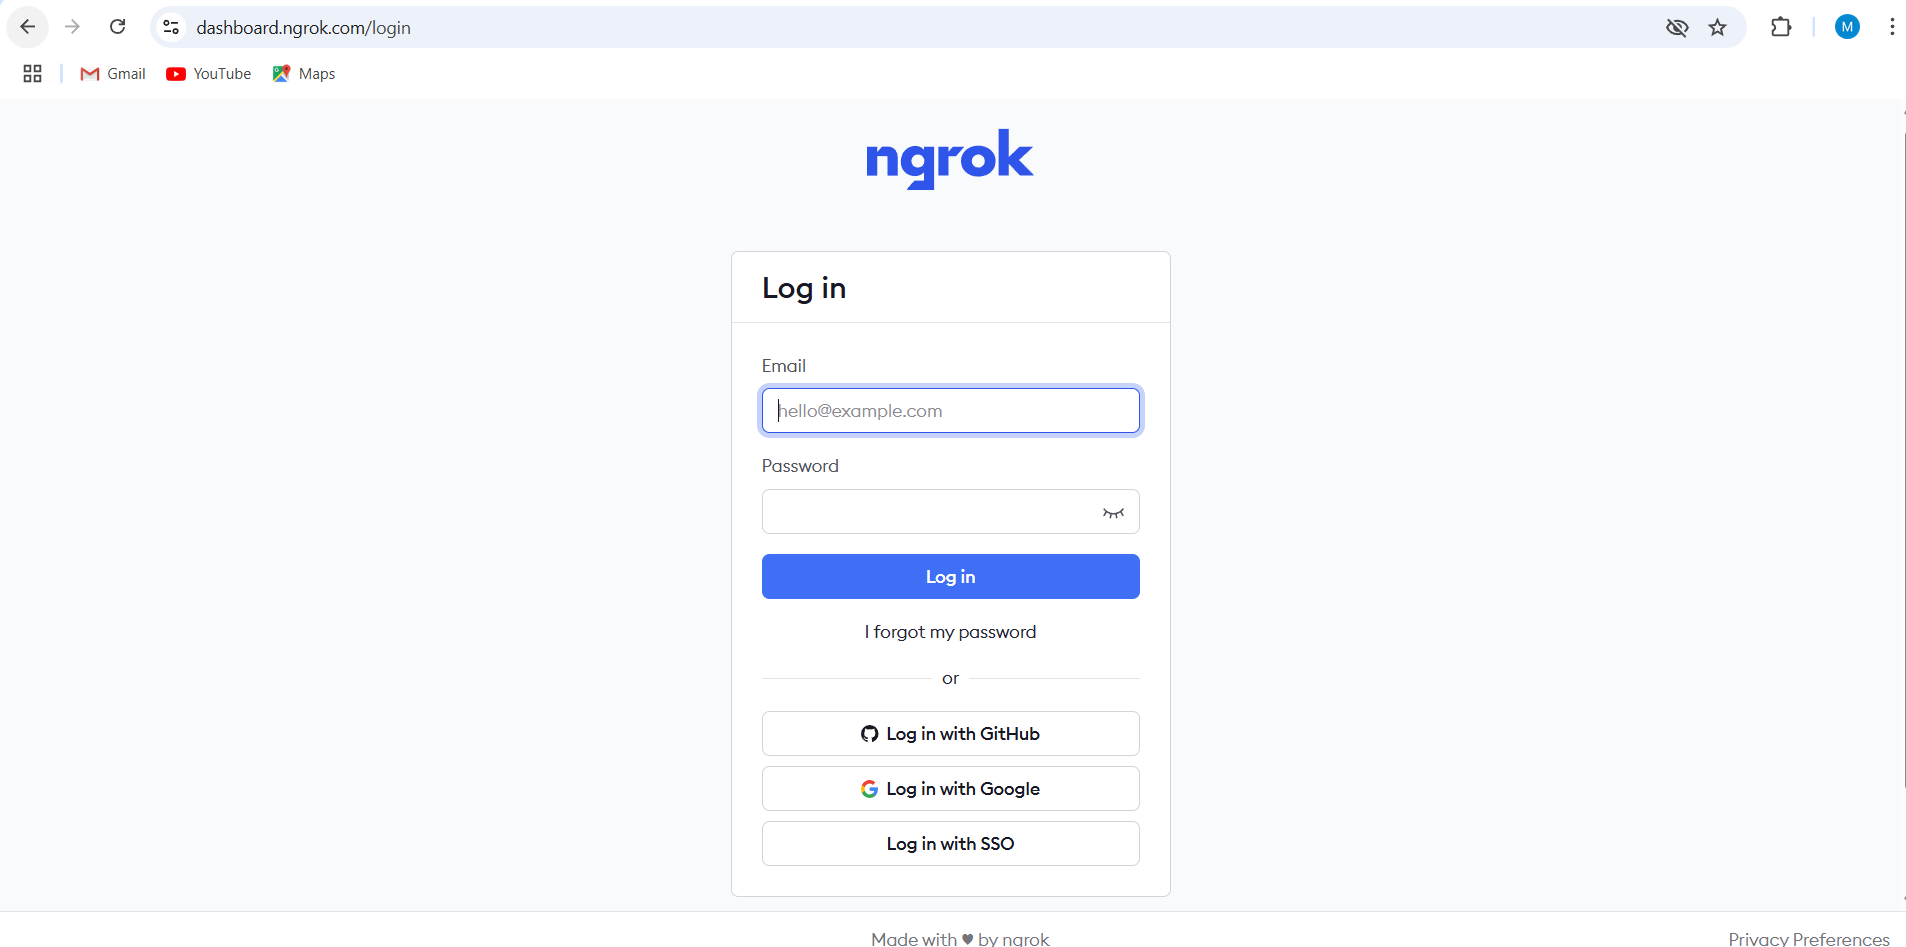 dashboard.ngrok.com/login
M
Gmail YouTube Maps
ngrok
Log in
Email
hello@example.com
Password
Log in
I forgot my password
or
Log in with GitHub
Log in with Google
Log in with SSO
Made with ♥ by ngrok
Privacy Preferences